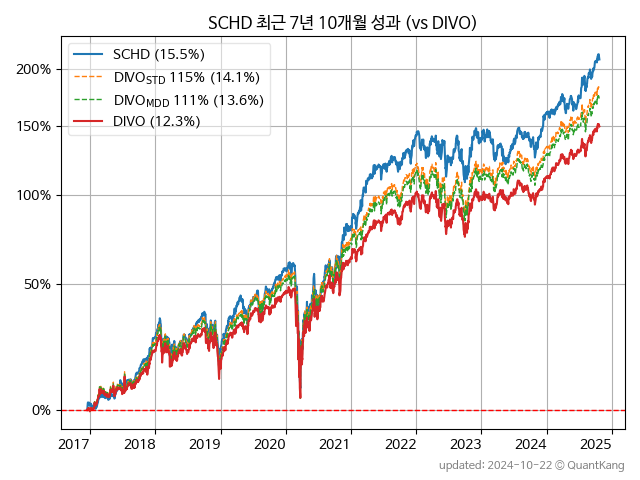 SCHD 최근 7년 10개월 성과 (vs DIVO)
SCHD (15.5%)
DIVO_STD 115% (14.1%)
DIVO_MDD 111% (13.6%)
DIVO (12.3%)
200%
150%
100%
50%
0%
2017 2018 2019 2020 2021 2022 2023 2024 2025
updated: 2024-10-22 © QuantKang